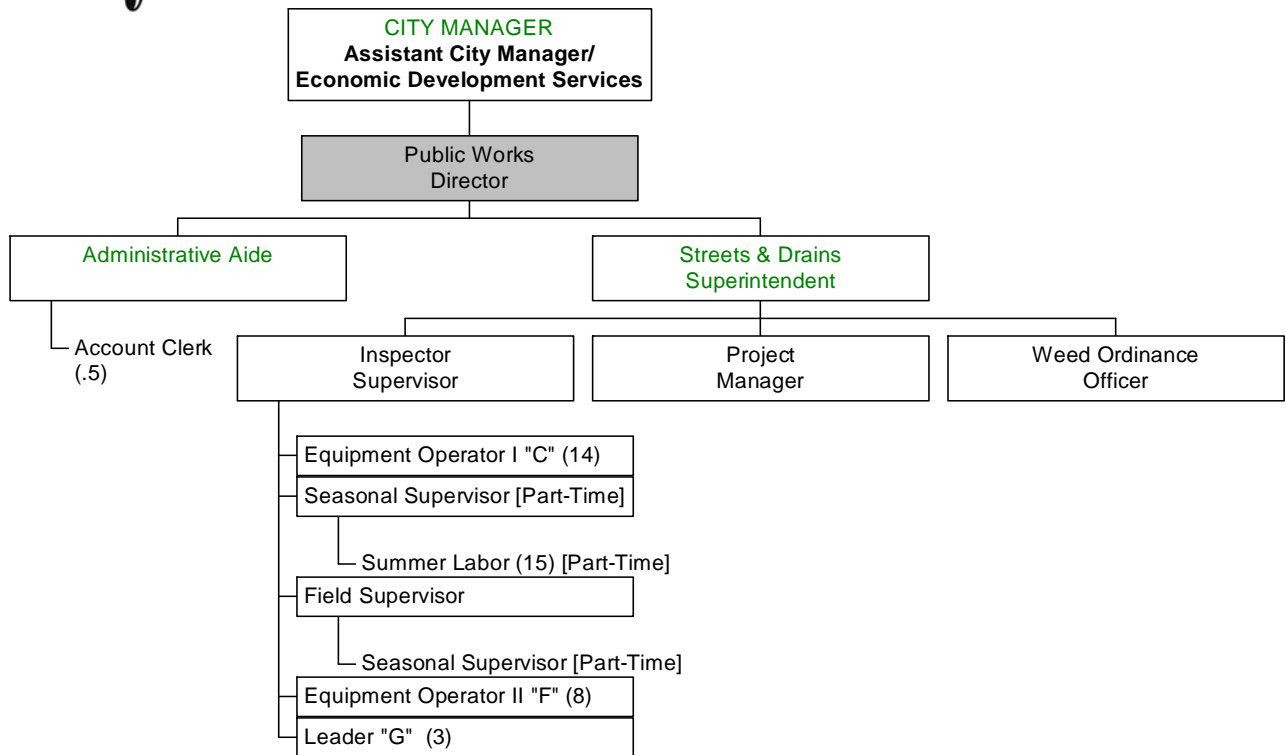 CITY MANAGER
Assistant City Manager/
Economic Development Services
Public Works
Director
Administrative Aide
Streets & Drains
Superintendent
Account Clerk
(.5)
Inspector
Supervisor
Project
Manager
Weed Ordinance
Officer
Equipment Operator I "C" (14)
Seasonal Supervisor [Part-Time]
Summer Labor (15) [Part-Time]
Field Supervisor
Seasonal Supervisor [Part-Time]
Equipment Operator II "F" (8)
Leader "G" (3)